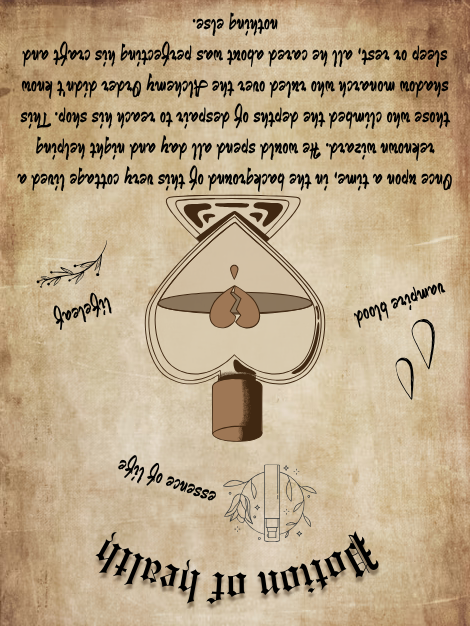 Potion of health
essence of life
vampire blood
lifeleaf
Once upon a time, in the background of this very cottage lived a
reknown wizard. He would spend all day and night helping
those who climbed the depths of despair to reach his shop. This
shadow monarch who ruled over the Alchemy Order didn't know
sleep or rest, he all cared about was perfecting his craft and
nothing else.